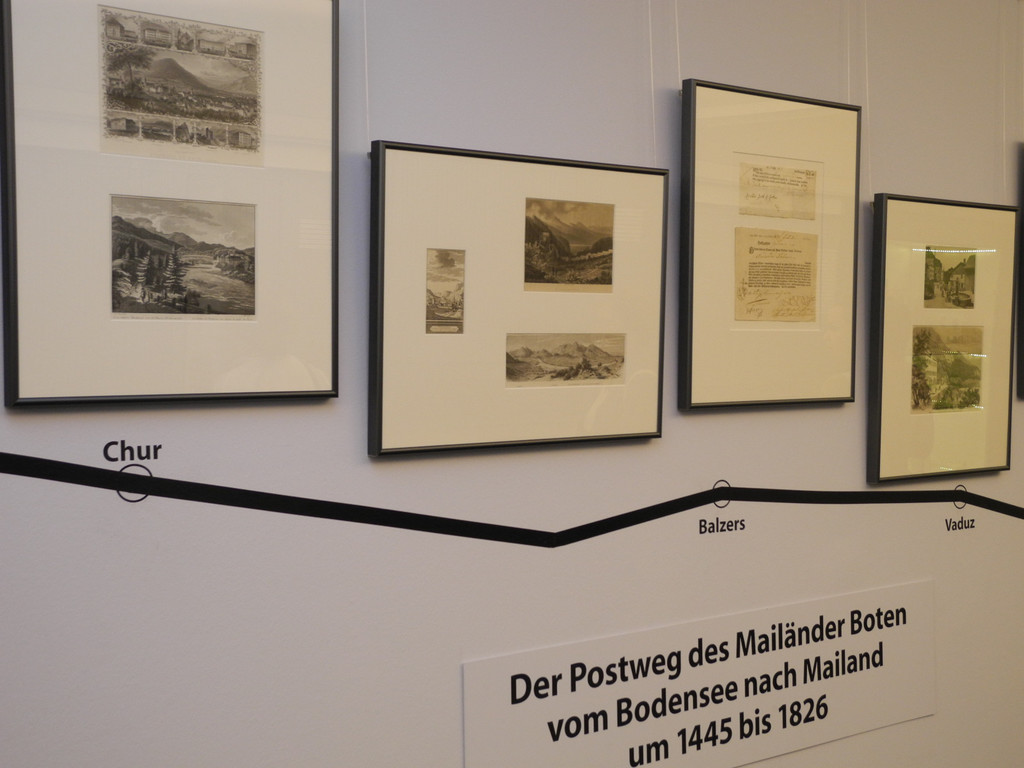 Chur
Balzers
Vaduz
Der Postweg des Mailänder Boten
vom Bodensee nach Mailand
um 1445 bis 1826